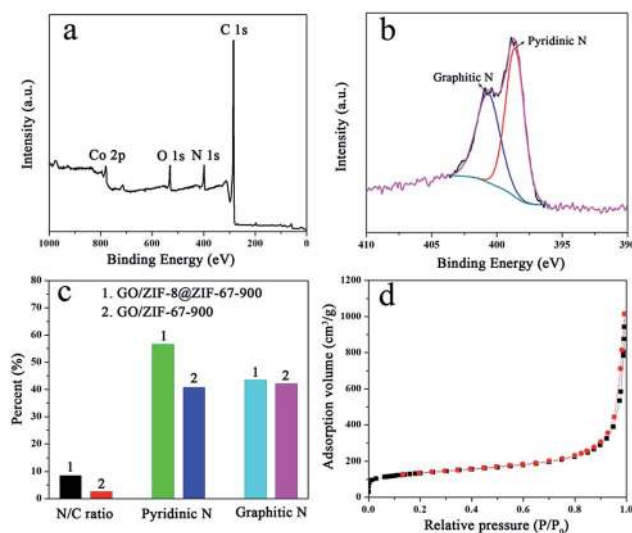 a
C 1s
Co 2p
O 1s
N 1s
Intensity (a.u.)
1000 800 600 400 200 0
Binding Energy (eV)
b
Pyridinic N
Graphitic N
Intensity (a.u.)
410 405 400 395 390
Binding Energy (eV)
c
1. GO/ZIF-8@ZIF-67-900
2. GO/ZIF-67-900
80
70
60
50
40
30
20
10
0
Percent (%)
1
2
1
2
1
2
N/C ratio Pyridinic N Graphitic N
d
1200
1000
800
600
400
200
0
Adsorption volume (cm³/g)
0.0 0.2 0.4 0.6 0.8 1.0
Relative pressure (P/P₀)